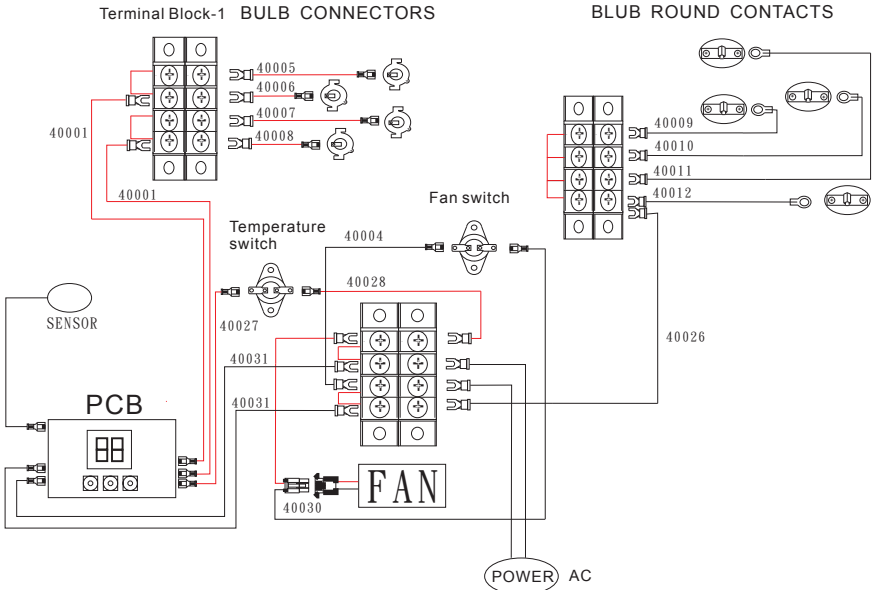 Terminal Block-1 BULB CONNECTORS
BLUB ROUND CONTACTS
40005
40006
40007
40008
40001
40001
40009
40010
40011
40012
Fan switch
Temperature
switch
40004
40028
40027
40026
SENSOR
40031
40031
PCB
88
FAN
40030
POWER AC